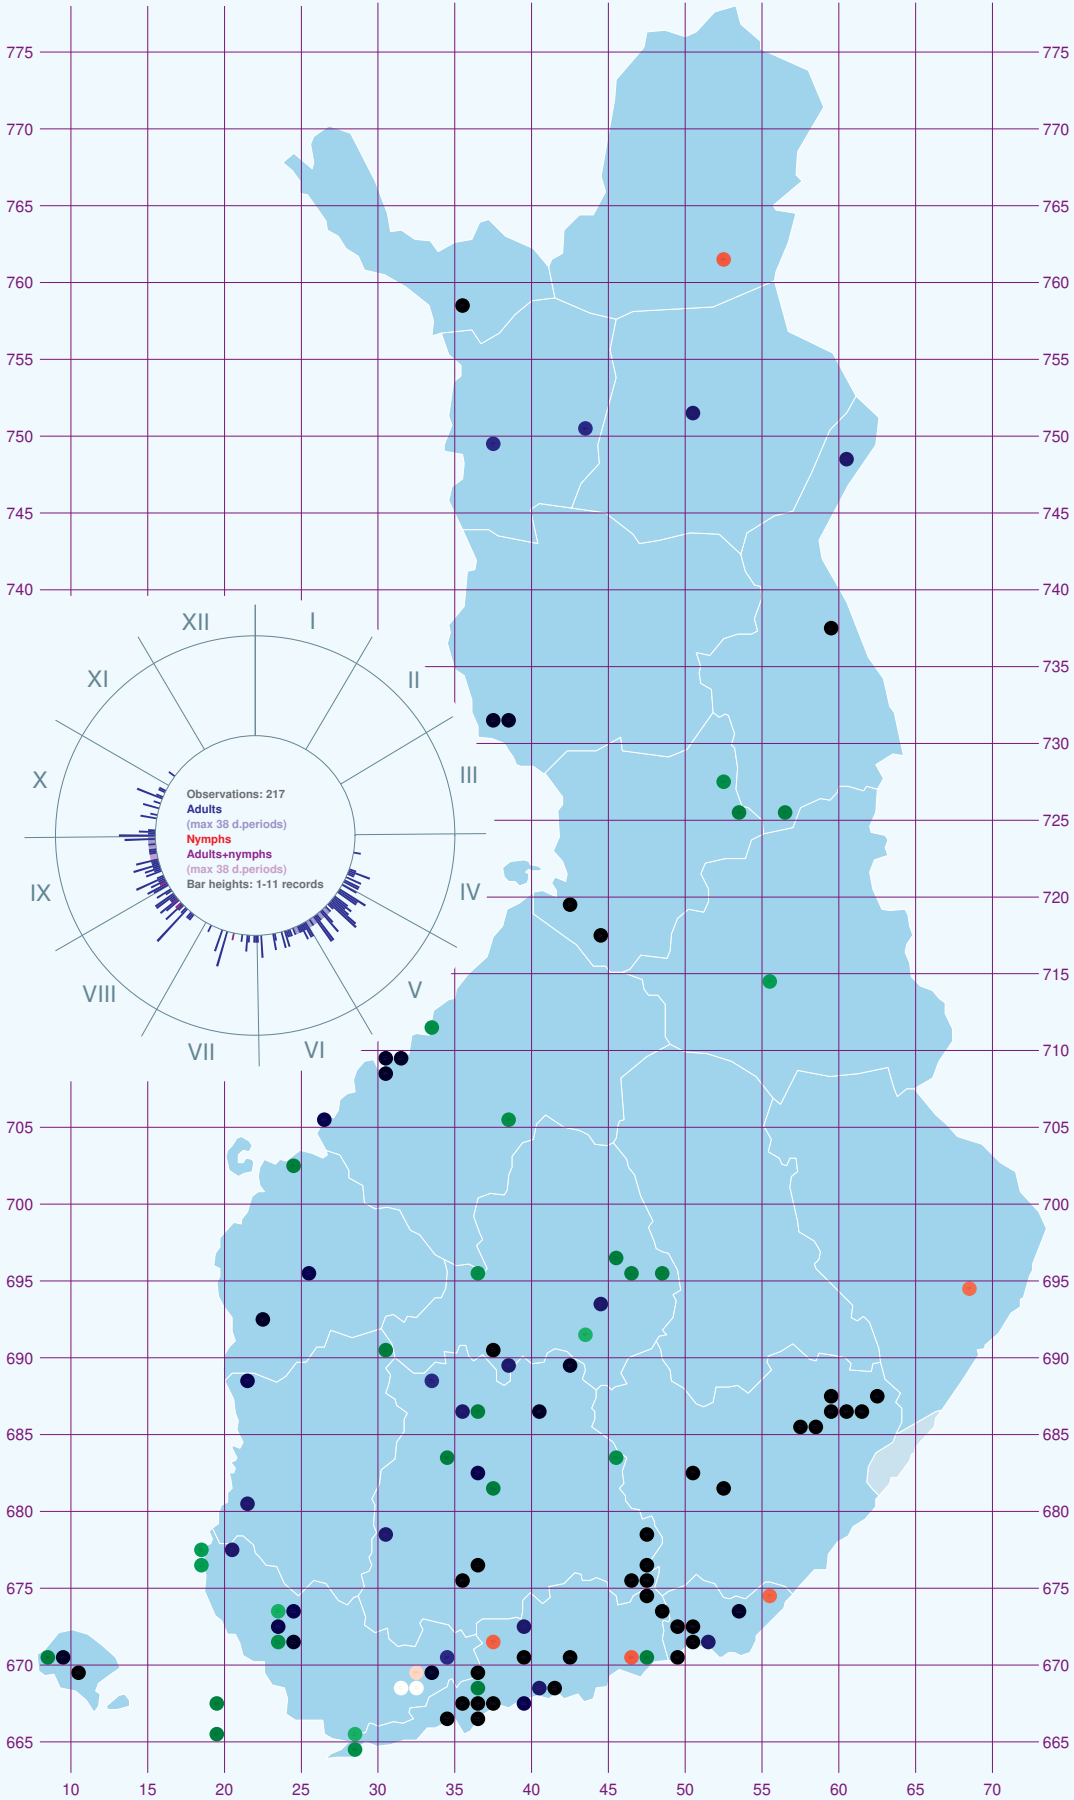 775 775
770 770
765 765
760 760
755 755
750 750
745 745
740 740
XII I
735 735
XI II
730 730
X III
Observations: 217
Adults
(max 38 d.periods)
Nymphs
Adults+nymphs
(max 38 d.periods)
Bar heights: 1-11 records
725 725
IX IV
720 720
715 715
VIII V
VII VI
710 710
705 705
700 700
695 695
690 690
685 685
680 680
675 675
670 670
665 665
10 15 20 25 30 35 40 45 50 55 60 65 70